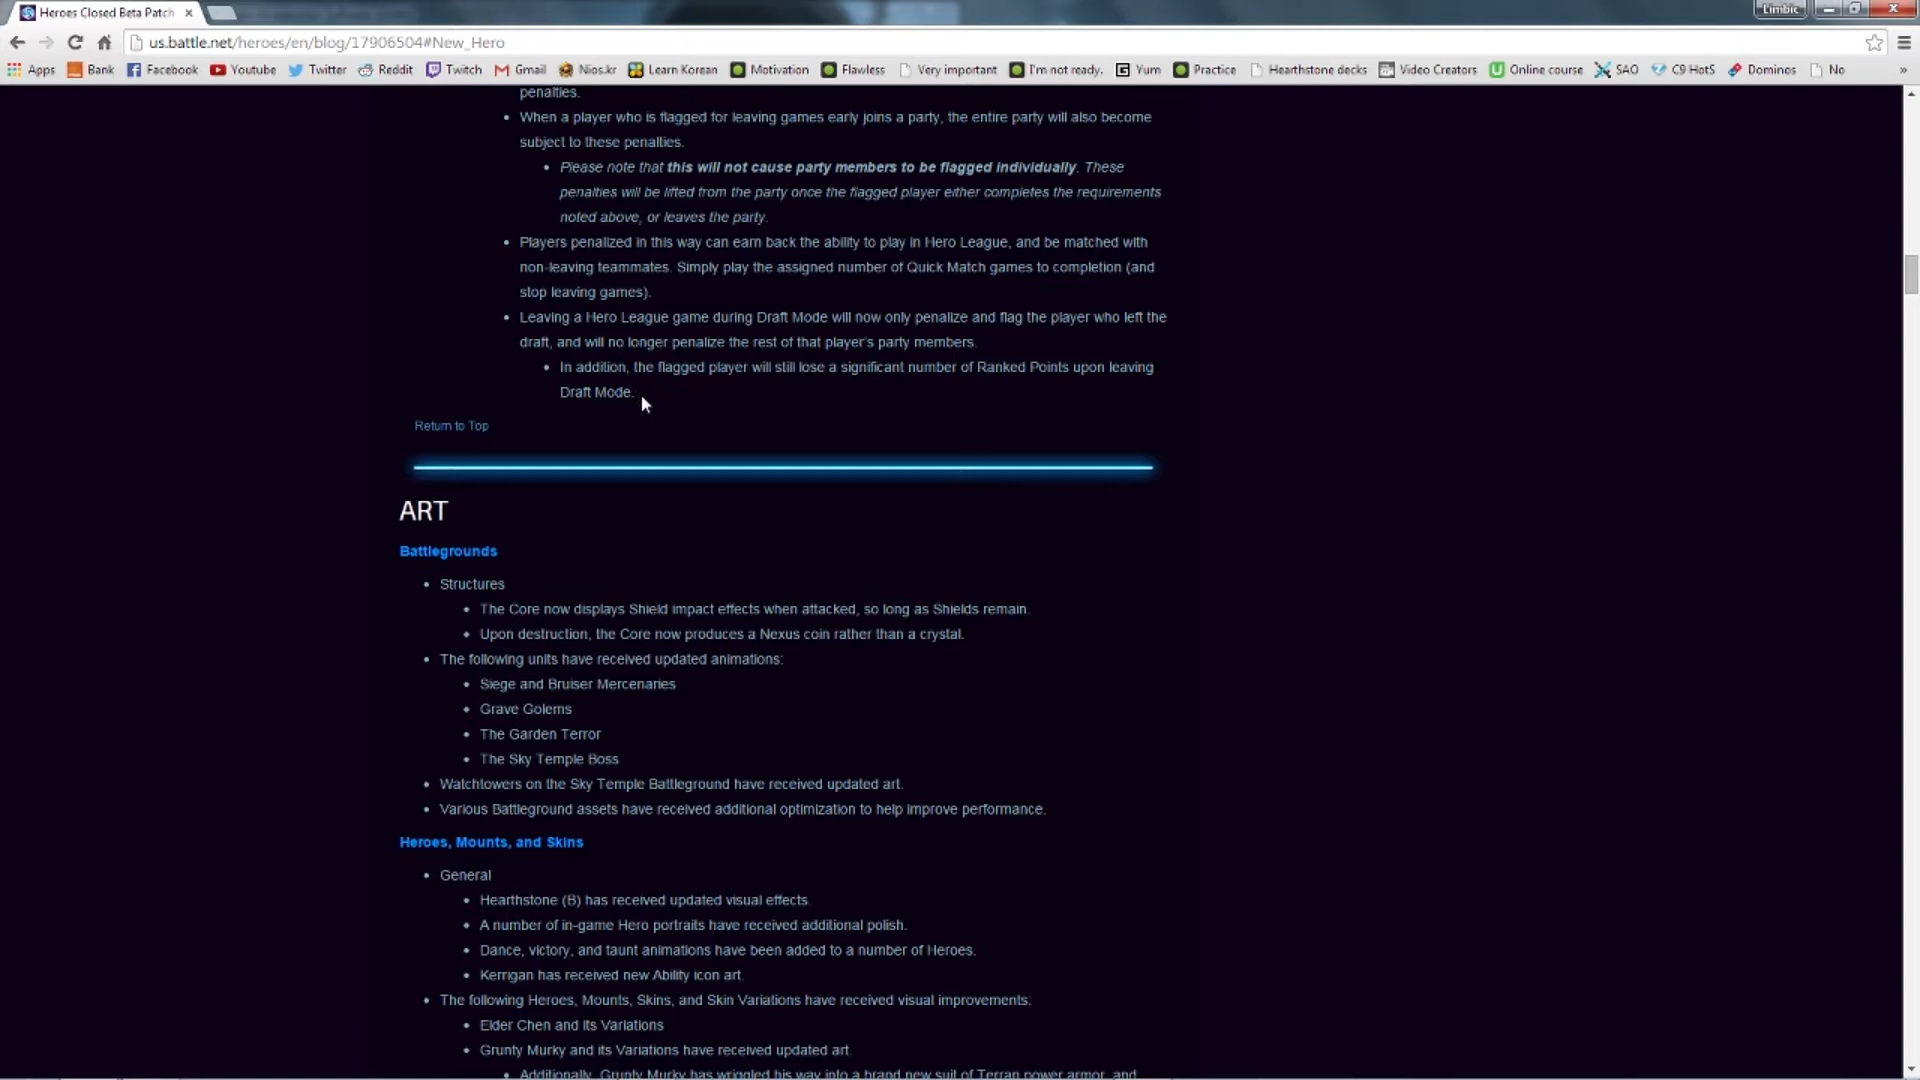 Heroes Closed Beta Patch
Limbic
us.battle.net/heroes/en/blog/17906504#New_Hero
Apps Bank Facebook Youtube Twitter Reddit Twitch Gmail Nios.kr Learn Korean Motivation Flawless Very important I'm not ready. Yum Practice Hearthstone decks Video Creators Online course SAO C9 HotS Dominos No »
penalties.
• When a player who is flagged for leaving games early joins a party, the entire party will also become
subject to these penalties.
• Please note that this will not cause party members to be flagged individually. These
penalties will be lifted from the party once the flagged player either completes the requirements
noted above, or leaves the party.
• Players penalized in this way can earn back the ability to play in Hero League, and be matched with
non-leaving teammates. Simply play the assigned number of Quick Match games to completion (and
stop leaving games).
• Leaving a Hero League game during Draft Mode will now only penalize and flag the player who left the
draft, and will no longer penalize the rest of that player's party members.
• In addition, the flagged player will still lose a significant number of Ranked Points upon leaving
Draft Mode.
Return to Top
ART
Battlegrounds
• Structures
• The Core now displays Shield impact effects when attacked, so long as Shields remain.
• Upon destruction, the Core now produces a Nexus coin rather than a crystal.
• The following units have received updated animations:
• Siege and Bruiser Mercenaries
• Grave Golems
• The Garden Terror
• The Sky Temple Boss
• Watchtowers on the Sky Temple Battleground have received updated art.
• Various Battleground assets have received additional optimization to help improve performance.
Heroes, Mounts, and Skins
• General
• Hearthstone (B) has received updated visual effects.
• A number of in-game Hero portraits have received additional polish.
• Dance, victory, and taunt animations have been added to a number of Heroes.
• Kerrigan has received new Ability icon art.
• The following Heroes, Mounts, Skins, and Skin Variations have received visual improvements:
• Elder Chen and its Variations
• Grunty Murky and its Variations have received updated art.
• Additionally, Grunty Murky has wriggled his way into a brand new suit of Terran power armor, and